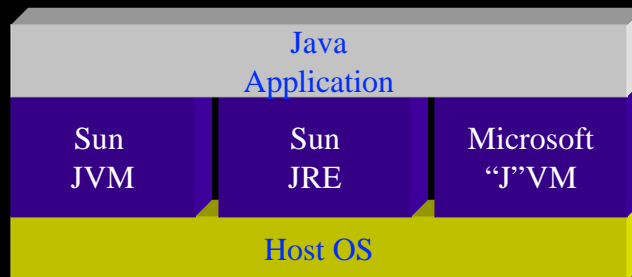 Java
Application
Sun
JVM
Sun
JRE
Microsoft
“J”VM
Host OS